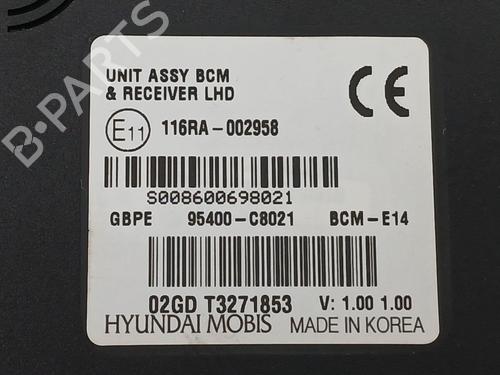 UNIT ASSY BCM
& RECEIVER LHD
CE
E11 116RA-002958
S008600698021
GBPE 95400-C8021 BCM-E14
02GD T3271853 V: 1.00 1.00
HYUNDAI MOBIS MADE IN KOREA
B-PARTS